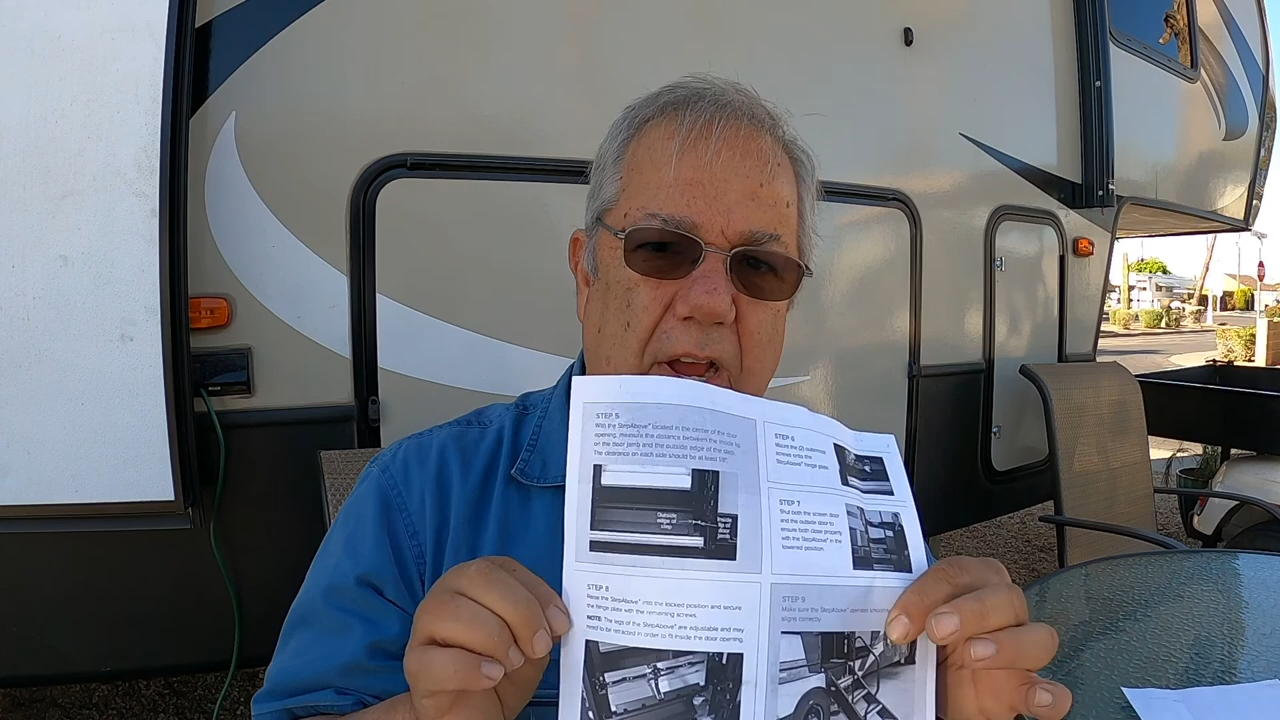 STEP 5
With the StepAbove® located in the center of the door
opening, measure the distance between the inside lip
on the door jamb and the outside edge of the step.
The clearance on each side should be at least 1/8".
Outside
edge of
step
Inside
of
door
jamb
STEP 6
Mount the (2) outermost
screws onto the
StepAbove® hinge plate.
STEP 7
Shut both the screen door
and the outside door to
ensure both close properly
with the StepAbove® in the
lowered position.
STEP 8
Raise the StepAbove® into the locked position and secure
the hinge plate with the remaining screws.
NOTE: The legs of the StepAbove® are adjustable and may
need to be retracted in order to fit inside the door opening.
STEP 9
Make sure the StepAbove® operates
aligns correctly.